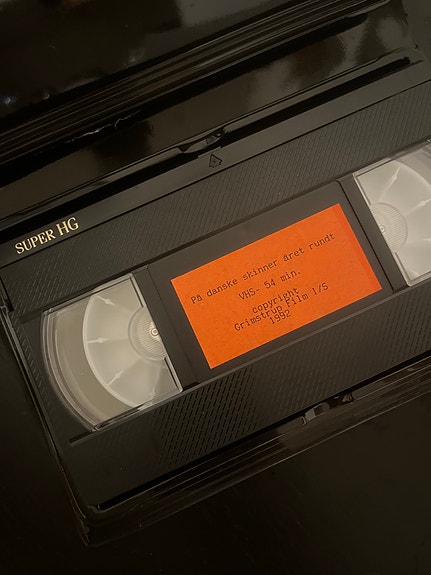 SUPER HG
På danske skinner året rundt
VHS- 54 min.
copyright
Grimstrup Film I/S
1992